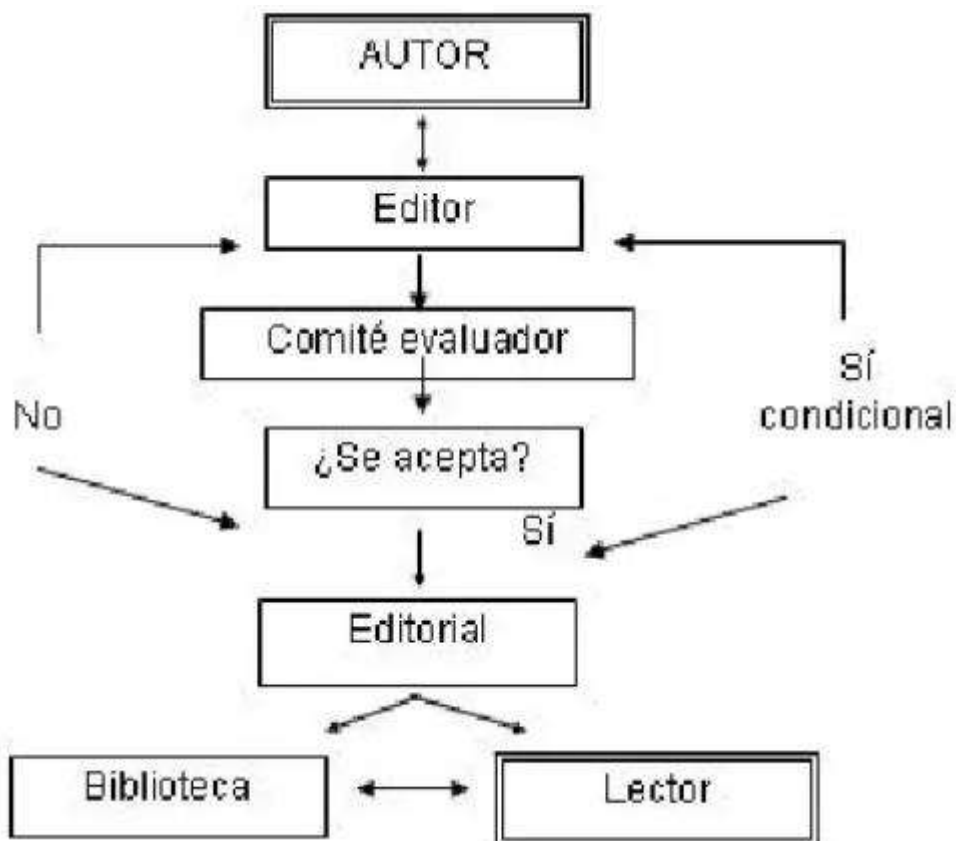 AUTOR
Editor
Comité evaluador
Sí
condicional
No
¿Se acepta?
Sí
Editorial
Biblioteca
Lector